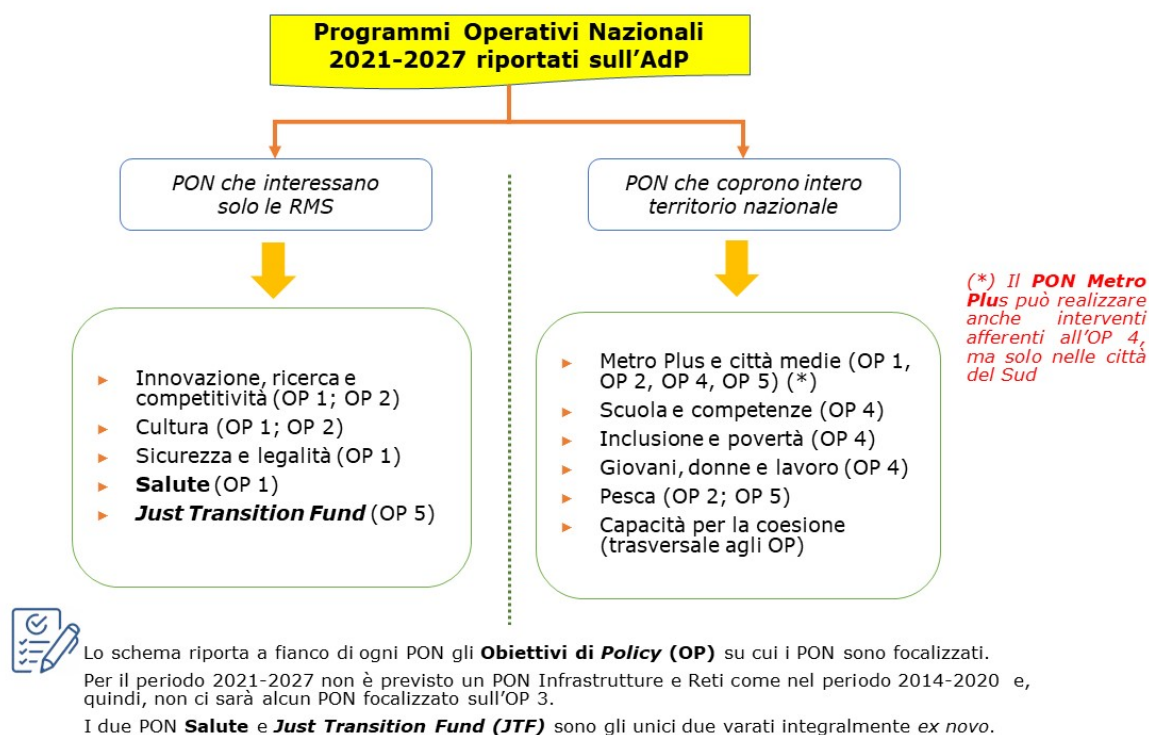 Programmi Operativi Nazionali
2021-2027 riportati sull'AdP
PON che interessano
solo le RMS
PON che coprono intero
territorio nazionale
Innovazione, ricerca e
competitività (OP 1; OP 2)
Cultura (OP 1; OP 2)
Sicurezza e legalità (OP 1)
Salute (OP 1)
Just Transition Fund (OP 5)
Metro Plus e città medie (OP 1,
OP 2, OP 4, OP 5) (*)
Scuola e competenze (OP 4)
Inclusione e povertà (OP 4)
Giovani, donne e lavoro (OP 4)
Pesca (OP 2; OP 5)
Capacità per la coesione
(trasversale agli OP)
(*) Il PON Metro
Plus può realizzare
anche interventi
afferenti all'OP 4,
ma solo nelle città
del Sud
Lo schema riporta a fianco di ogni PON gli Obiettivi di Policy (OP) su cui i PON sono focalizzati.
Per il periodo 2021-2027 non è previsto un PON Infrastrutture e Reti come nel periodo 2014-2020 e,
quindi, non ci sarà alcun PON focalizzato sull'OP 3.
I due PON Salute e Just Transition Fund (JTF) sono gli unici due varati integralmente ex novo.